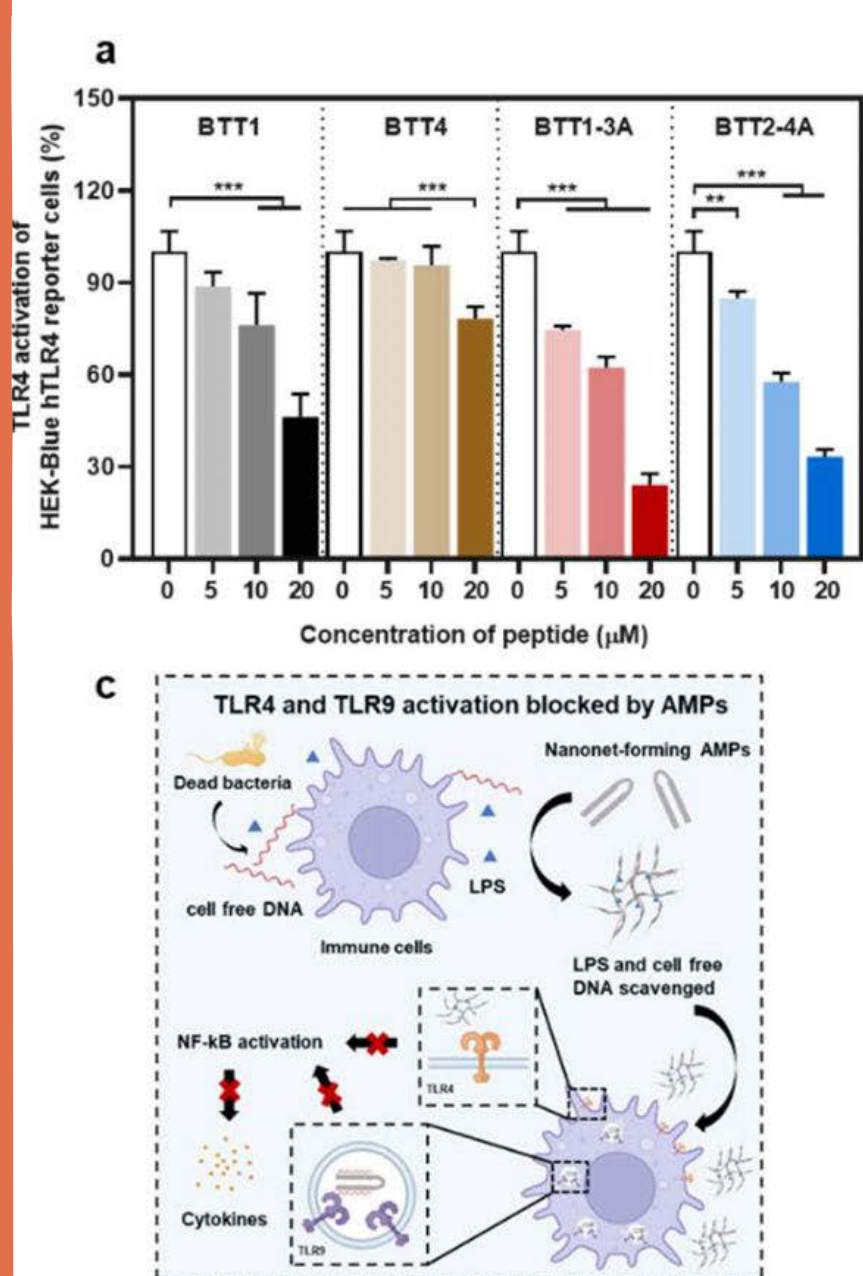 a
TLR4 activation of
HEK-Blue hTLR4 reporter cells (%)
150
120
90
60
30
0
BTT1
BTT4
BTT1-3A
BTT2-4A
***
***
***
***
**
0 5 10 20 0 5 10 20 0 5 10 20 0 5 10 20
Concentration of peptide (μM)
c
TLR4 and TLR9 activation blocked by AMPs
Dead bacteria
cell free DNA
Immune cells
LPS
Nanonet-forming AMPs
LPS and cell free
DNA scavenged
NF-kB activation
TLR4
Cytokines
TLR9